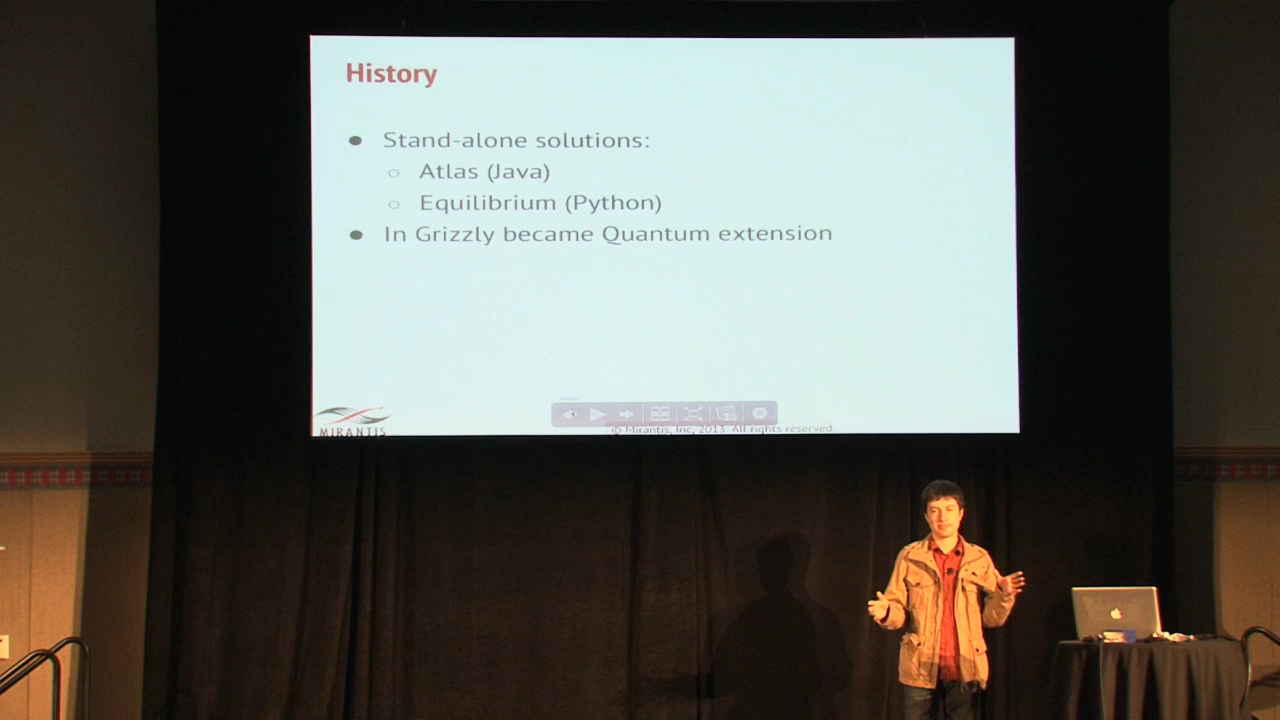 History
● Stand-alone solutions:
○ Atlas (Java)
○ Equilibrium (Python)
● In Grizzly became Quantum extension
MIRANTIS
© Mirantis, Inc, 2013. All rights reserved.